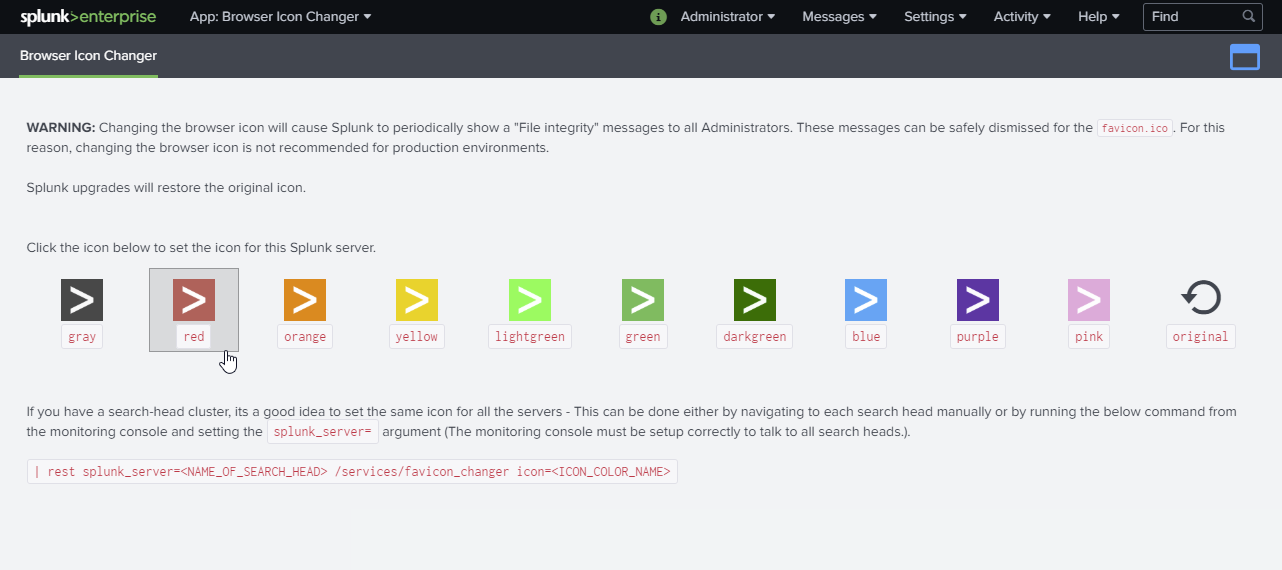 splunk>enterprise App: Browser Icon Changer i Administrator Messages Settings Activity Help Find
Browser Icon Changer
WARNING: Changing the browser icon will cause Splunk to periodically show a "File integrity" messages to all Administrators. These messages can be safely dismissed for the favicon.ico. For this
reason, changing the browser icon is not recommended for production environments.
Splunk upgrades will restore the original icon.
Click the icon below to set the icon for this Splunk server.
> > > > > > > > > >
gray red orange yellow lightgreen green darkgreen blue purple pink original
If you have a search-head cluster, its a good idea to set the same icon for all the servers - This can be done either by navigating to each search head manually or by running the below command from
the monitoring console and setting the splunk_server= argument (The monitoring console must be setup correctly to talk to all search heads.).
| rest splunk_server=<NAME_OF_SEARCH_HEAD> /services/favicon_changer icon=<ICON_COLOR_NAME>